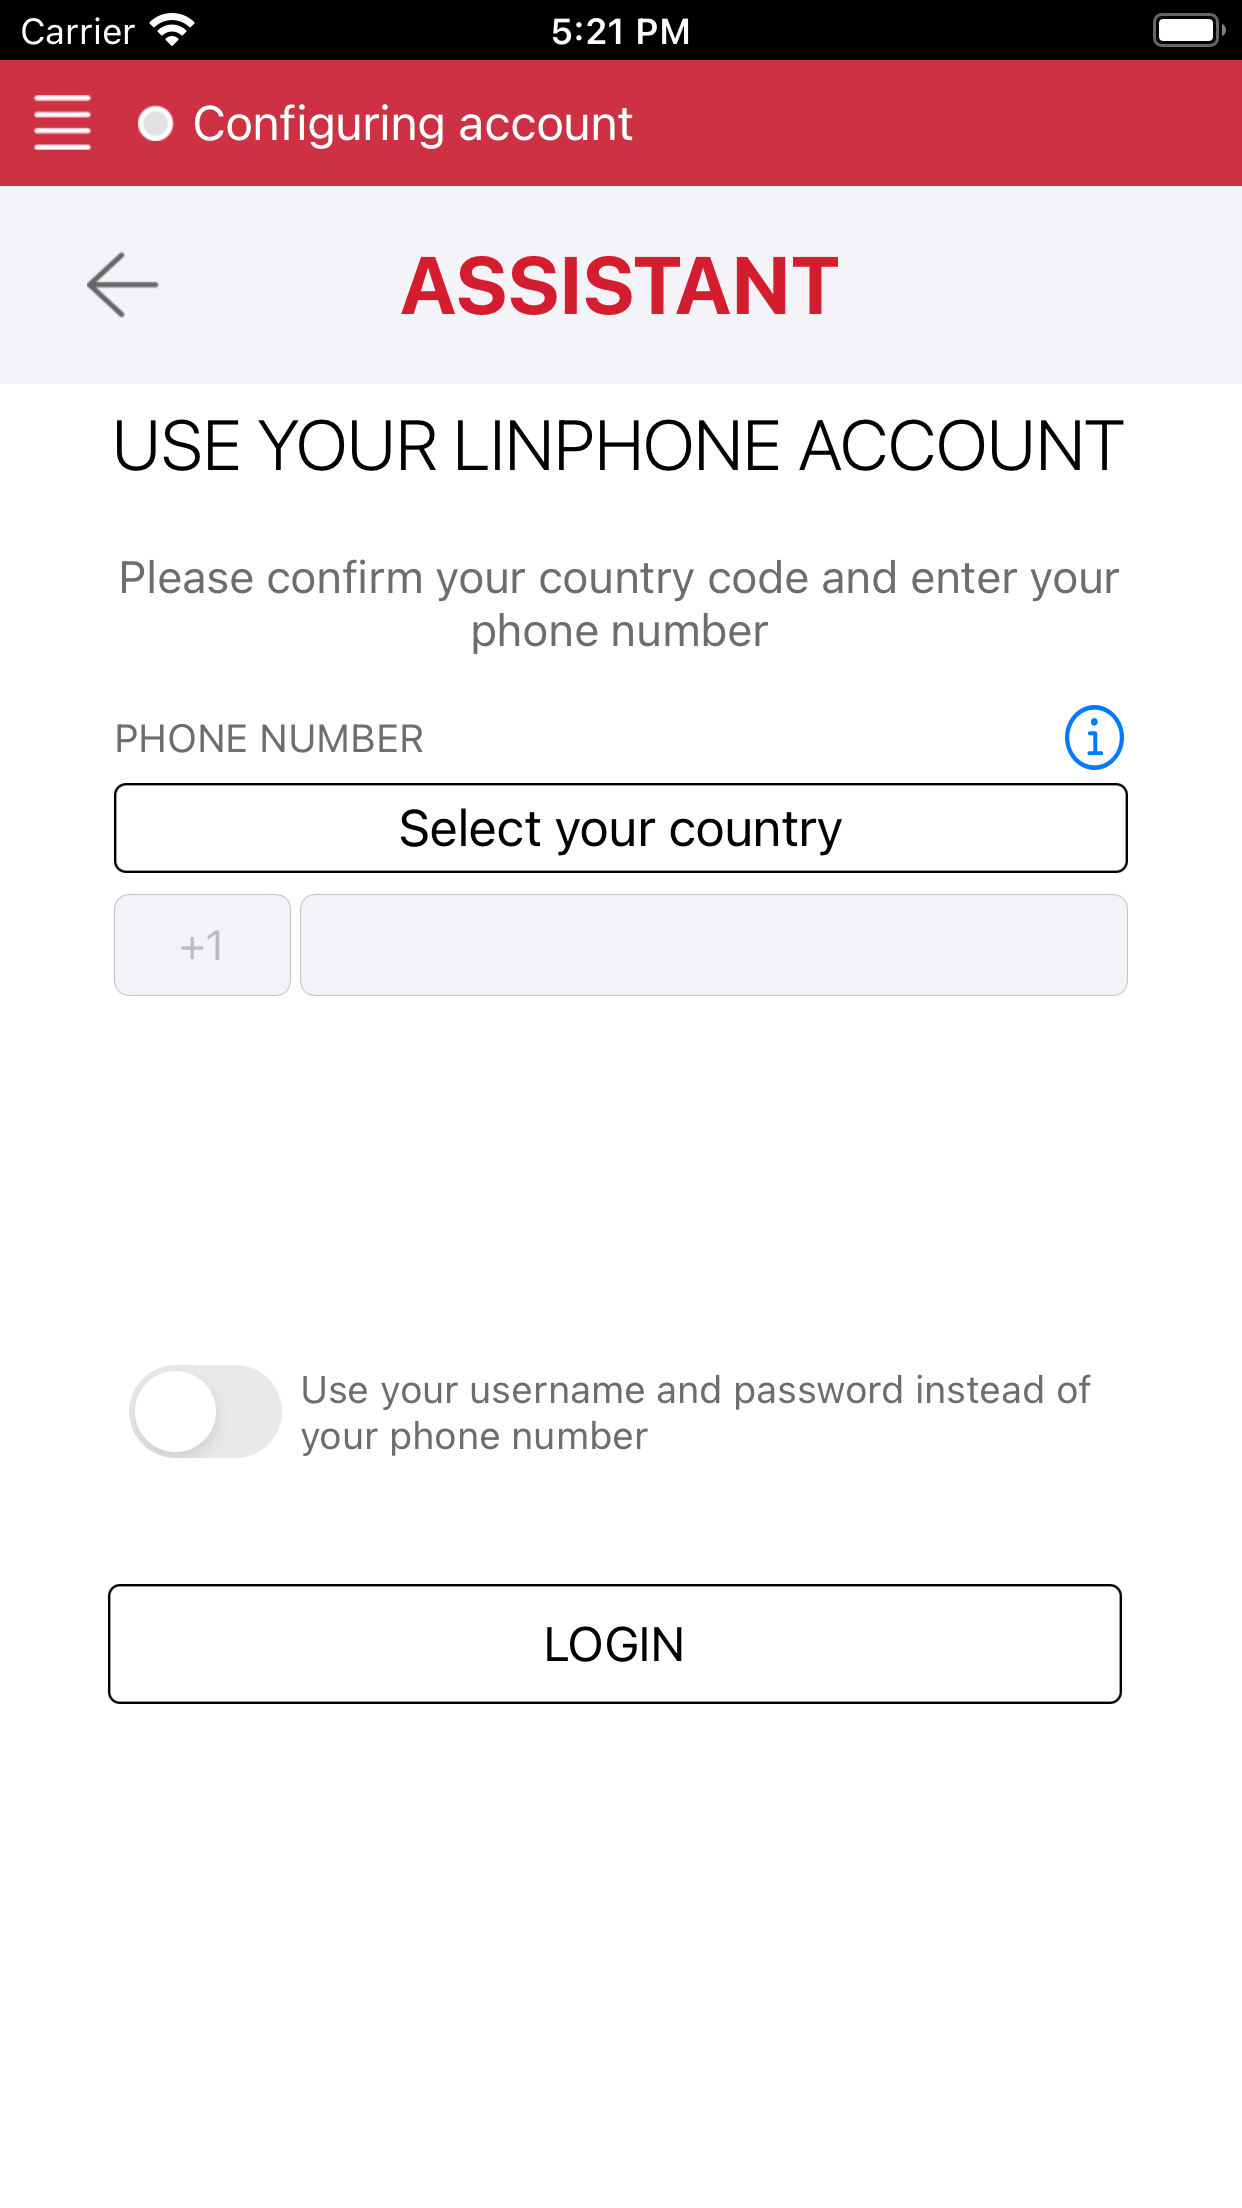 Carrier 5:21 PM
Configuring account
ASSISTANT
USE YOUR LINPHONE ACCOUNT
Please confirm your country code and enter your
phone number
PHONE NUMBER
Select your country
+1
Use your username and password instead of
your phone number
LOGIN